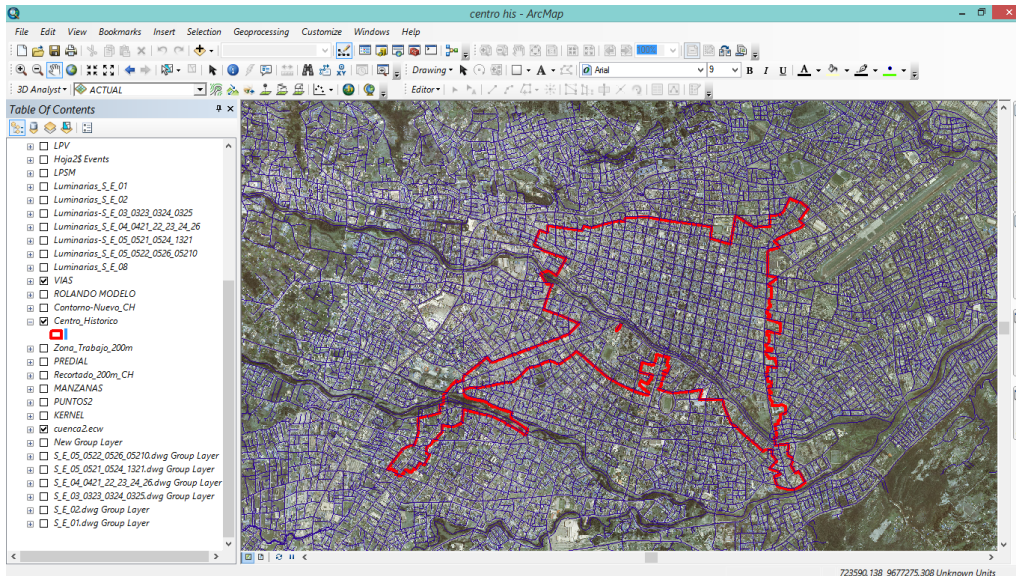 centro his - ArcMap
File Edit View Bookmarks Insert Selection Geoprocessing Customize Windows Help
100%
Drawing Arial 9 B I U A
3D Analyst ACTUAL Editor
Table Of Contents
LPV
Hoja2$ Events
LPSM
Luminarias_S_E_01
Luminarias_S_E_02
Luminarias-S_E_03_0323_0324_0325
Luminarias_S_E_04_0421_22_23_24_26
Luminarias-S_E_05_0521_0524_1321
Luminarias_S_E_05_0522_0526_05210
Luminarias_S_E_08
VIAS
ROLANDO MODELO
Contorno-Nuevo_CH
Centro_Historico
Zona_Trabajo_200m
PREDIAL
Recortado_200m_CH
MANZANAS
PUNTOS2
KERNEL
cuenca2.ecw
New Group Layer
S_E_05_0522_0526_05210.dwg Group Layer
S_E_05_0521_0524_1321.dwg Group Layer
S_E_04_0421_22_23_24_26.dwg Group Layer
S_E_03_0323_0324_0325.dwg Group Layer
S_E_02.dwg Group Layer
S_E_01.dwg Group Layer
723590.138 9677275.308 Unknown Units